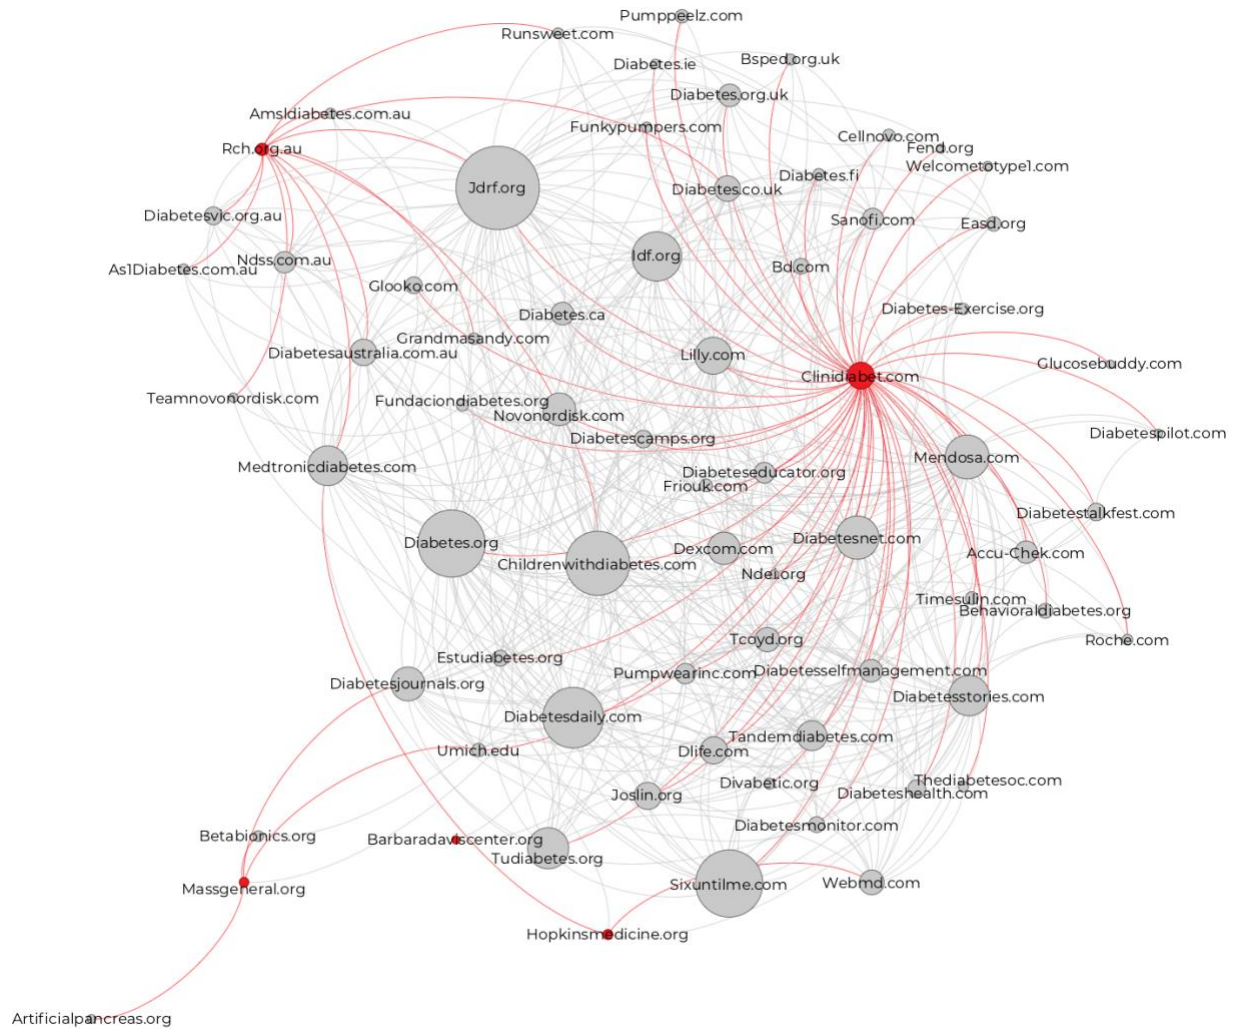 Pumppeelz.com
Runsweet.com
Diabetes.ie
Bsped.org.uk
Diabetes.org.uk
Amsldiabetes.com.au
Funkypumpers.com
Cellnovo.com
Rch.org.au
Fend.org
Welcometotype1.com
Diabetes.fi
Jdrf.org
Diabetes.co.uk
Diabetesvic.org.au
Sanofi.com
Easd.org
Idf.org
Ndss.com.au
As1Diabetes.com.au
Bd.com
Glooko.com
Diabetes-Exercise.org
Diabetes.ca
Grandmasandy.com
Diabetesaustralia.com.au
Lilly.com
Glucosebuddy.com
Clinidiabet.com
Teamnovonordisk.com
Fundaciondiabetes.org
Novonordisk.com
Diabetescamps.org
Diabetespilot.com
Medtronicdiabetes.com
Mendosa.com
Diabeteseducator.org
Friouk.com
Diabetestalkfest.com
Diabetes.org
Diabetesnet.com
Dexcom.com
Accu-Chek.com
Childrenwithdiabetes.com
Ndei.org
Timesulin.com
Behavioraldiabetes.org
Tcoyd.org
Roche.com
Estudiabetes.org
Pumpwearinc.com
Diabetesselfmanagement.com
Diabetesjournals.org
Diabetesstories.com
Diabetesdaily.com
Tandemdiabetes.com
Umich.edu
Dlife.com
Divabetic.org
Thediabetesoc.com
Diabeteshealth.com
Joslin.org
Diabetesmonitor.com
Betabionics.org
Barbaradaviscenter.org
Tudiabetes.org
Massgeneral.org
Sixuntilme.com
Webmd.com
Hopkinsmedicine.org
Artificialpancreas.org